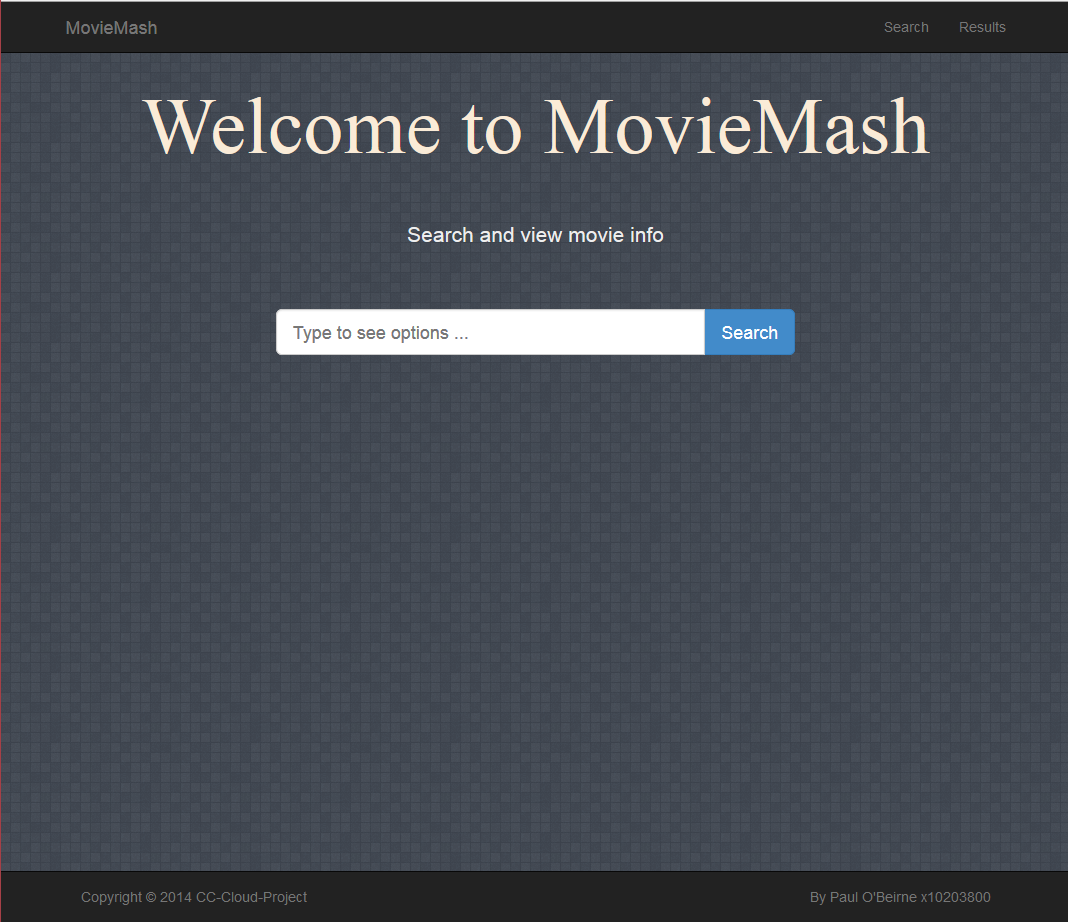 MovieMash Search Results
Welcome to MovieMash
Search and view movie info
Type to see options ... Search
Copyright © 2014 CC-Cloud-Project By Paul O'Beirne x10203800